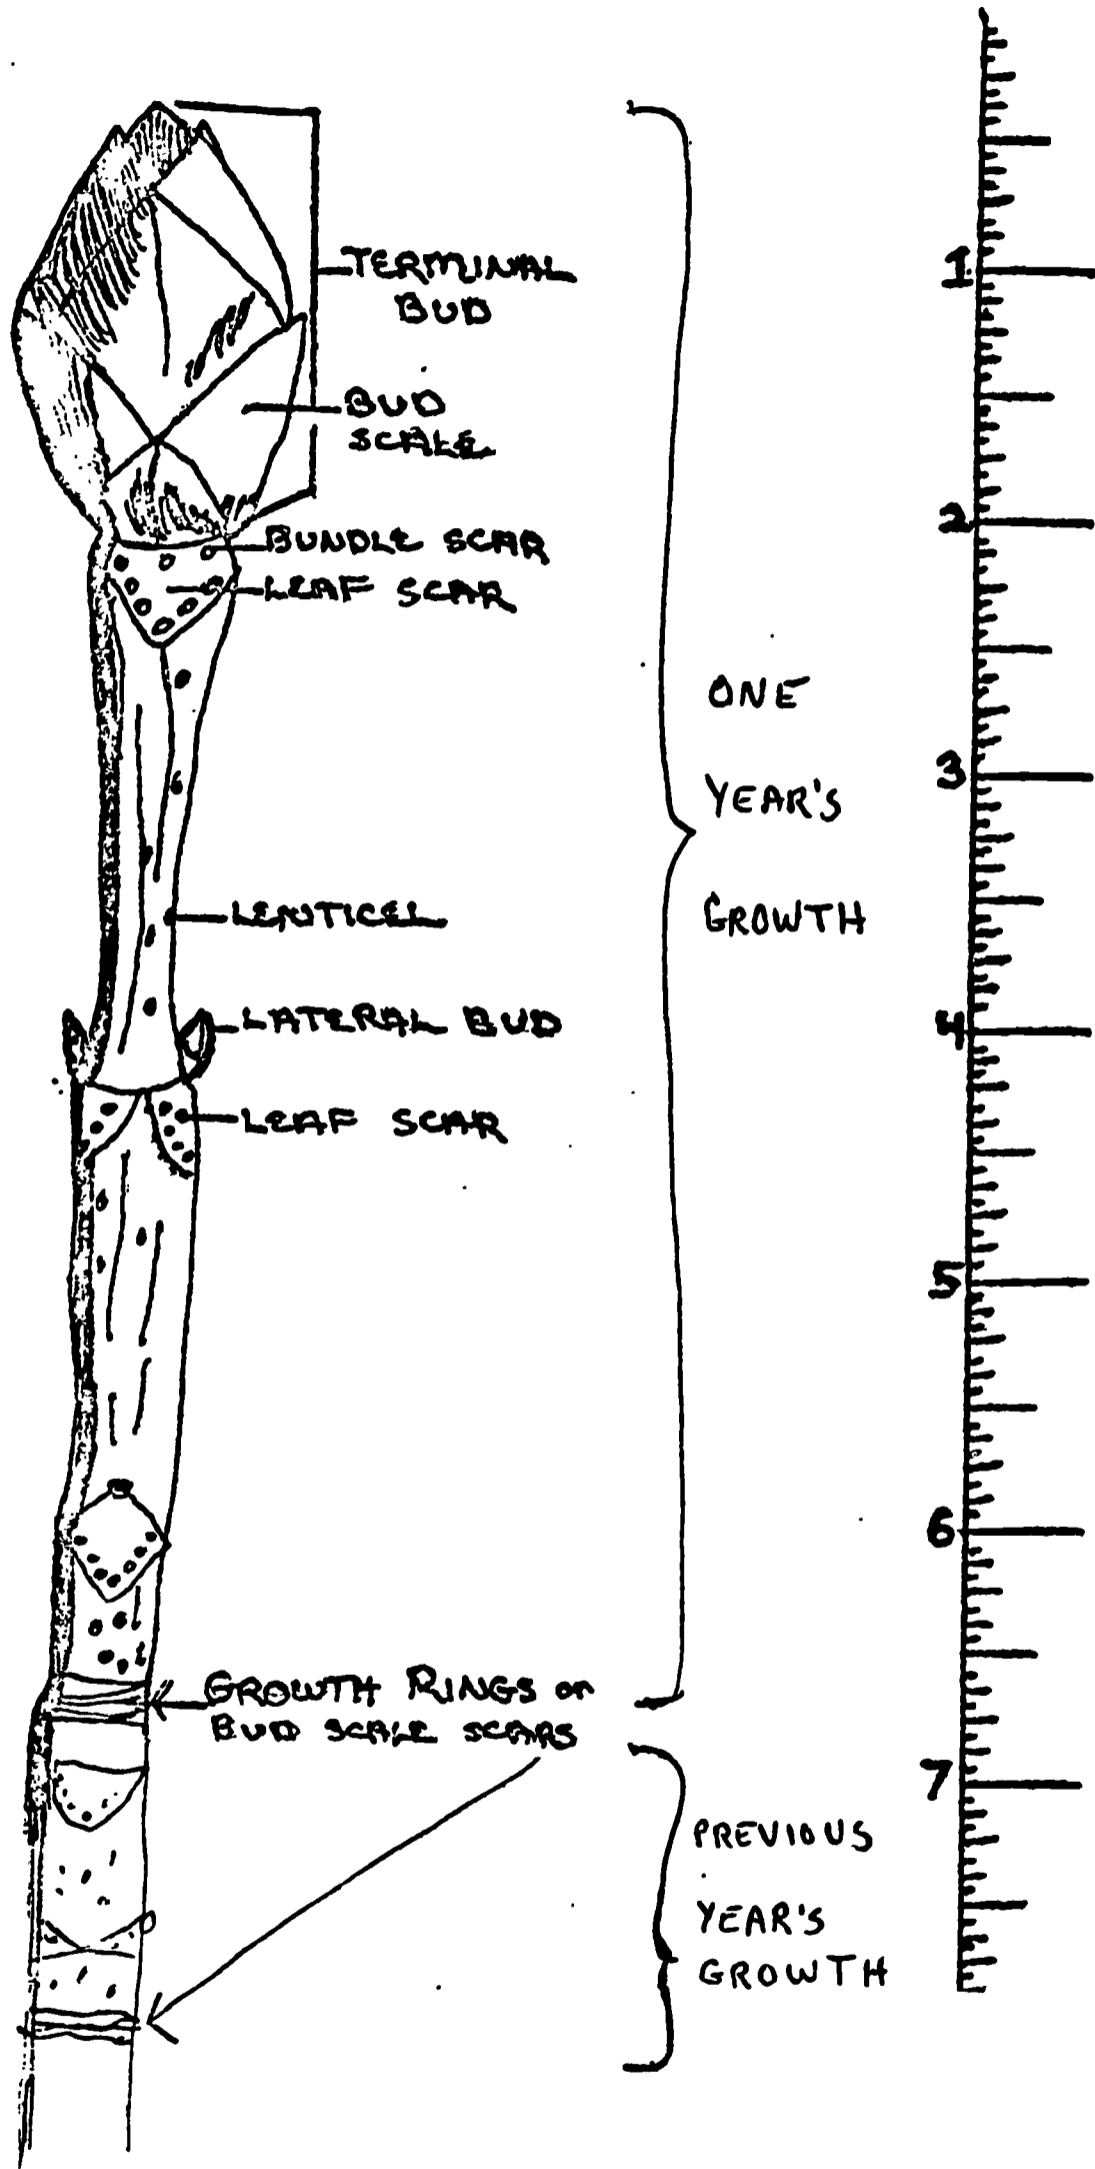 TERMINAL
BUD
BUD
SCALE
BUNDLE SCAR
LEAF SCAR
ONE
YEAR'S
GROWTH
LENTICEL
LATERAL BUD
LEAF SCAR
GROWTH RINGS or
BUD SCALE SCARS
PREVIOUS
YEAR'S
GROWTH
1
2
3
4
5
6
7